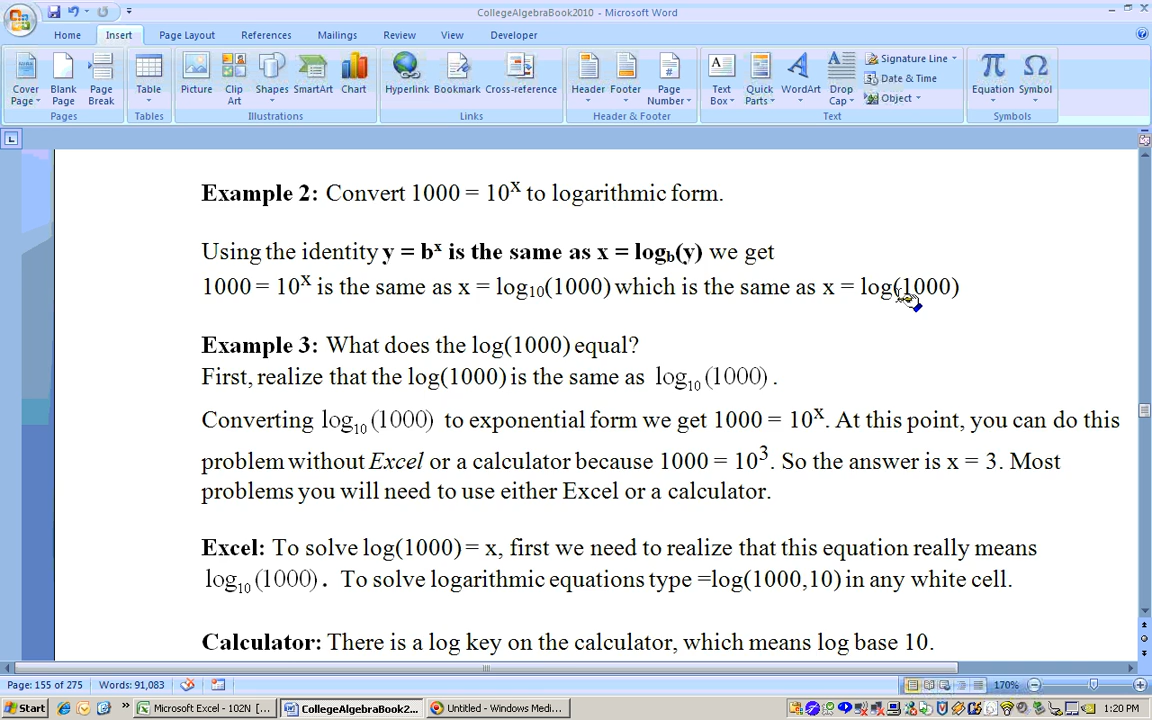 CollegeAlgebraBook2010 - Microsoft Word
Home Insert Page Layout References Mailings Review View Developer
Cover Page Blank Page Page Break Table Picture Clip Art Shapes SmartArt Chart Hyperlink Bookmark Cross-reference Header Footer Page Number Text Box Quick Parts WordArt Drop Cap Signature Line Date & Time Object Equation Symbol
Pages Tables Illustrations Links Header & Footer Text Symbols
Example 2: Convert 1000 = 10ˣ to logarithmic form.
Using the identity y = bˣ is the same as x = log_b(y) we get
1000 = 10ˣ is the same as x = log₁₀(1000) which is the same as x = log(1000)
Example 3: What does the log(1000) equal?
First, realize that the log(1000) is the same as log₁₀(1000).
Converting log₁₀(1000) to exponential form we get 1000 = 10ˣ. At this point, you can do this
problem without Excel or a calculator because 1000 = 10³. So the answer is x = 3. Most
problems you will need to use either Excel or a calculator.
Excel: To solve log(1000) = x, first we need to realize that this equation really means
log₁₀(1000). To solve logarithmic equations type =log(1000,10) in any white cell.
Calculator: There is a log key on the calculator, which means log base 10.
Page: 155 of 275 Words: 91,083 170%
Start Microsoft Excel - 102N [... CollegeAlgebraBook2... Untitled - Windows Medi... 1:20 PM